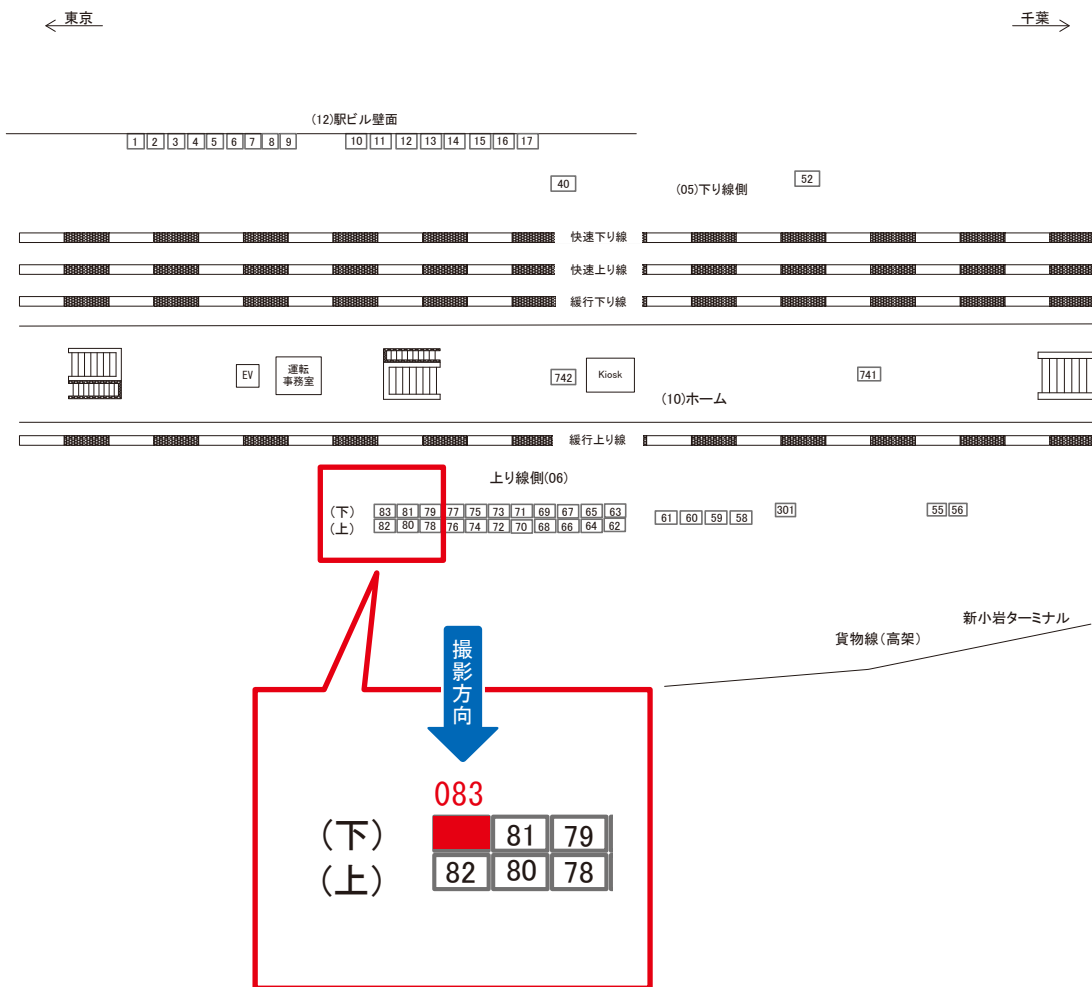 東京
千葉
(12)駅ビル壁面
1 2 3 4 5 6 7 8 9 10 11 12 13 14 15 16 17
40
(05)下り線側
52
快速下り線
快速上り線
緩行下り線
EV
運転
事務室
742
Kiosk
741
(10)ホーム
緩行上り線
上り線側(06)
(下) 83 81 79 77 75 73 71 69 67 65 63
(上) 82 80 78 76 74 72 70 68 66 64 62
61 60 59 58
301
55 56
新小岩ターミナル
貨物線(高架)
撮影方向
083
(下) 81 79
(上) 82 80 78